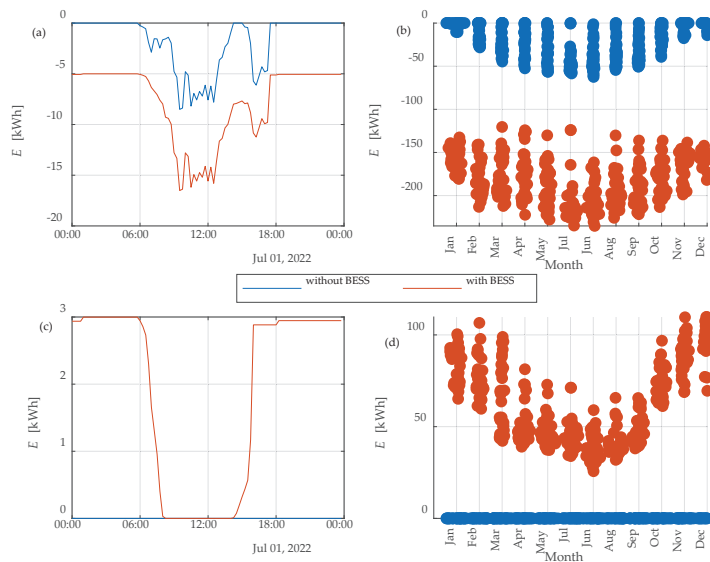 (a)
E [kWh]
0
-5
-10
-15
-20
00:00 06:00 12:00 18:00 00:00
Jul 01, 2022
(b)
E [kWh]
0
-50
-100
-150
-200
Jan Feb Mar Apr May Jul Jun Aug Sep Oct Nov Dec
Month
without BESS with BESS
(c)
E [kWh]
3
2
1
0
00:00 06:00 12:00 18:00 00:00
Jul 01, 2022
(d)
E [kWh]
100
50
0
Jan Feb Mar Apr May Jul Jun Aug Sep Oct Nov Dec
Month